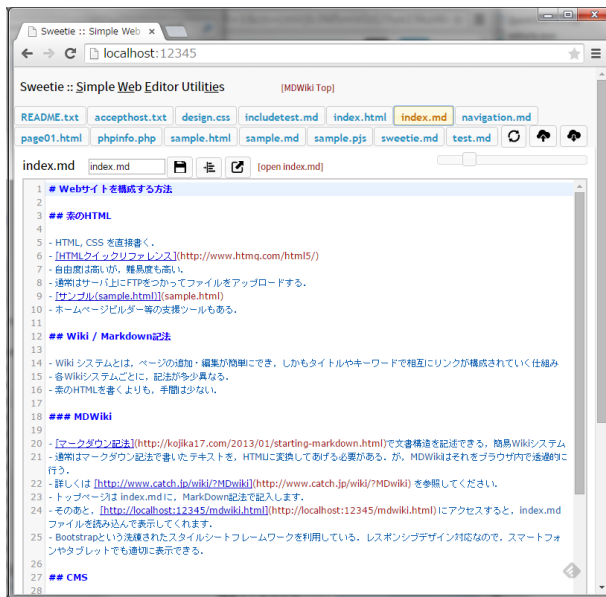 Sweetie :: Simple Web
localhost:12345
Sweetie :: Simple Web Editor Utilities [MDWiki Top]
README.txt accepthost.txt design.css includetest.md index.html index.md navigation.md
page01.html phpinfo.php sample.html sample.md sample.pjs sweetie.md test.md
index.md index.md [open index.md]
1 # Webサイトを構成する方法
2
3 ## 素のHTML
4
5 - HTML, CSS を直接書く.
6 - [HTMLクイックリファレンス](http://www.htmq.com/html5/)
7 - 自由度は高いが，難易度も高い.
8 - 通常はサーバ上にFTPをつかってファイルをアップロードする.
9 - [サンプル(sample.html)](sample.html)
10 - ホームページビルダー等の支援ツールもある.
11
12 ## Wiki / Markdown記法
13
14 - Wiki システムとは，ページの追加・編集が簡単にでき，しかもタイトルやキーワードで相互にリンクが構成されていく仕組み
15 - 各Wikiシステムごとに，記法が多少異なる.
16 - 素のHTMLを書くよりも，手間は少ない.
17
18 ### MDWiki
19
20 - [マークダウン記法](http://kojika17.com/2013/01/starting-markdown.html)で文書構造を記述できる，簡易Wikiシステム
21 - 通常はマークダウン記法で書いたテキストを，HTMLに変換してあげる必要がある．が，MDWikiはそれをブラウザ内で透過的に
行う.
22 - 詳しくは [http://www.catch.jp/wiki/?MDwiki](http://www.catch.jp/wiki/?MDwiki) を参照してください.
23 - トップページは index.md に，MarkDown記法で記入します.
24 - そのあと，[http://localhost:12345/mdwiki.html](http://localhost:12345/mdwiki.html) にアクセスすると，index.md
ファイルを読み込んで表示してくれます.
25 - Bootstrapという洗練されたスタイルシートフレームワークを利用している．レスポンシブデザイン対応なので，スマートフォ
ンやタブレットでも適切に表示できる.
26
27 ## CMS
28